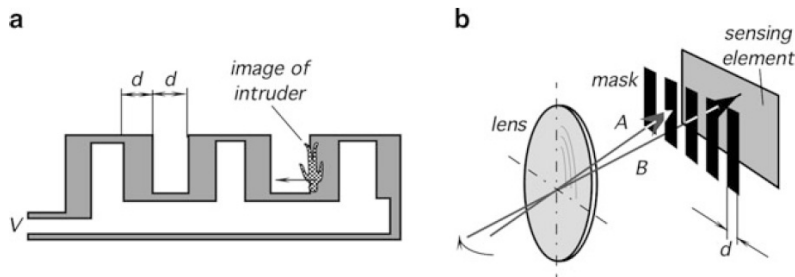 a
d
d
image of
intruder
V
b
sensing
element
mask
lens
A
B
d